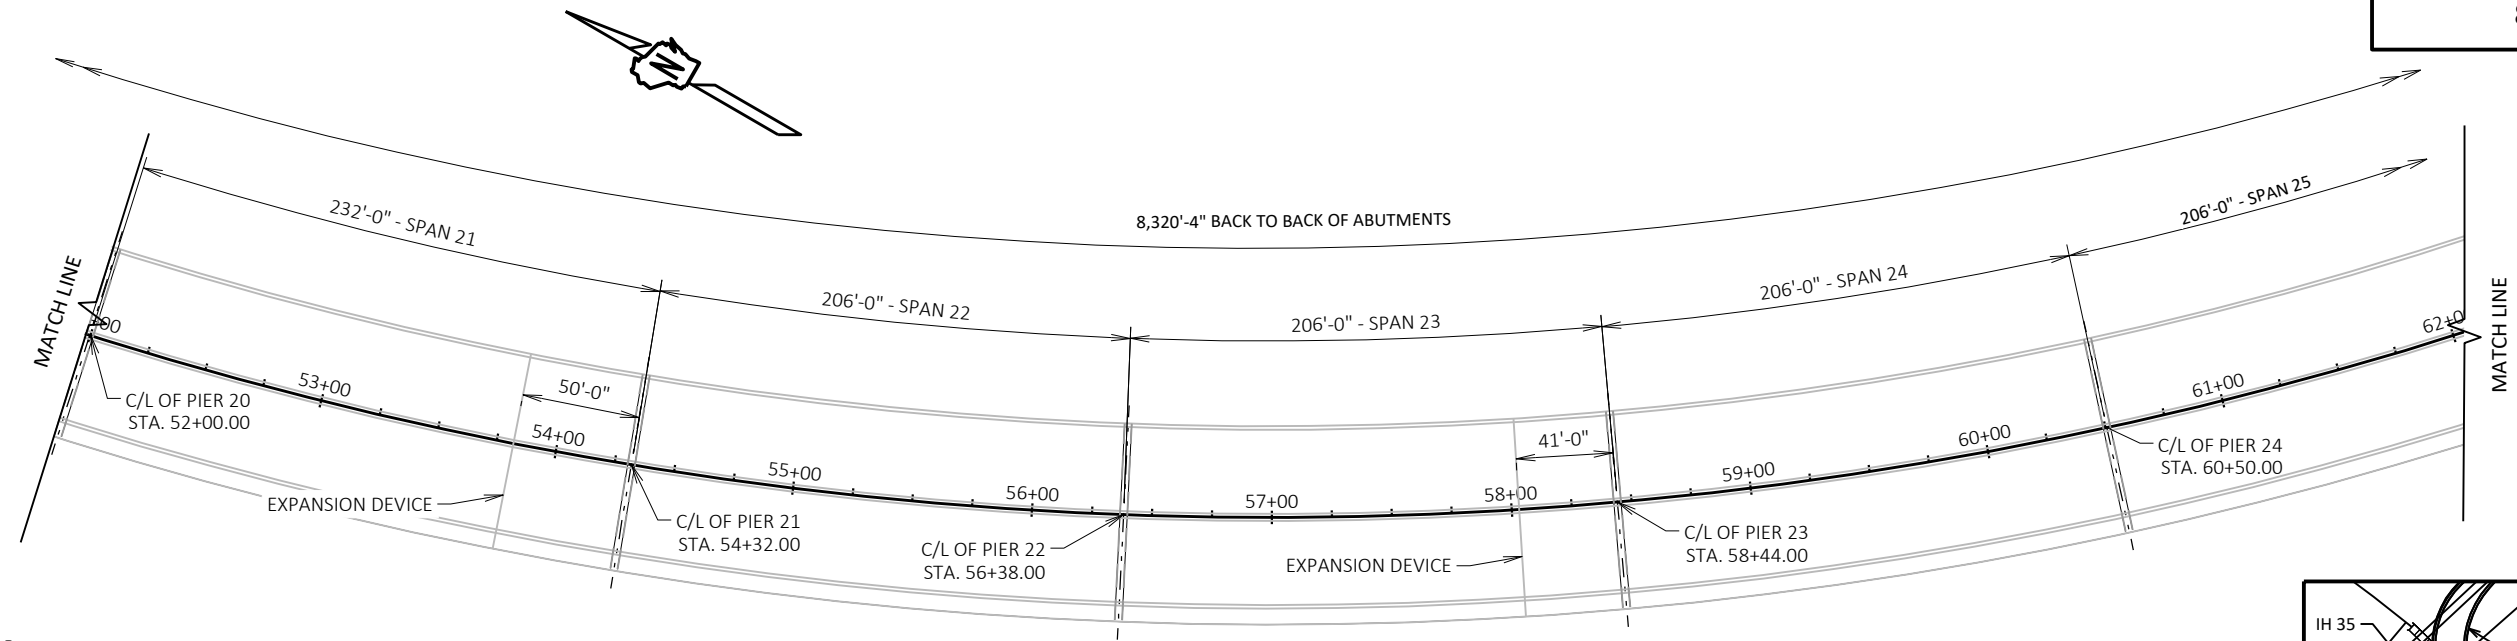 N
8,320'-4" BACK TO BACK OF ABUTMENTS
232'-0" - SPAN 21
206'-0" - SPAN 22
206'-0" - SPAN 23
206'-0" - SPAN 24
206'-0" - SPAN 25
MATCH LINE
MATCH LINE
53+00
54+00
55+00
56+00
57+00
58+00
59+00
60+00
61+00
62+0
50'-0"
41'-0"
C/L OF PIER 20
STA. 52+00.00
EXPANSION DEVICE
C/L OF PIER 21
STA. 54+32.00
C/L OF PIER 22
STA. 56+38.00
EXPANSION DEVICE
C/L OF PIER 23
STA. 58+44.00
C/L OF PIER 24
STA. 60+50.00
IH 35